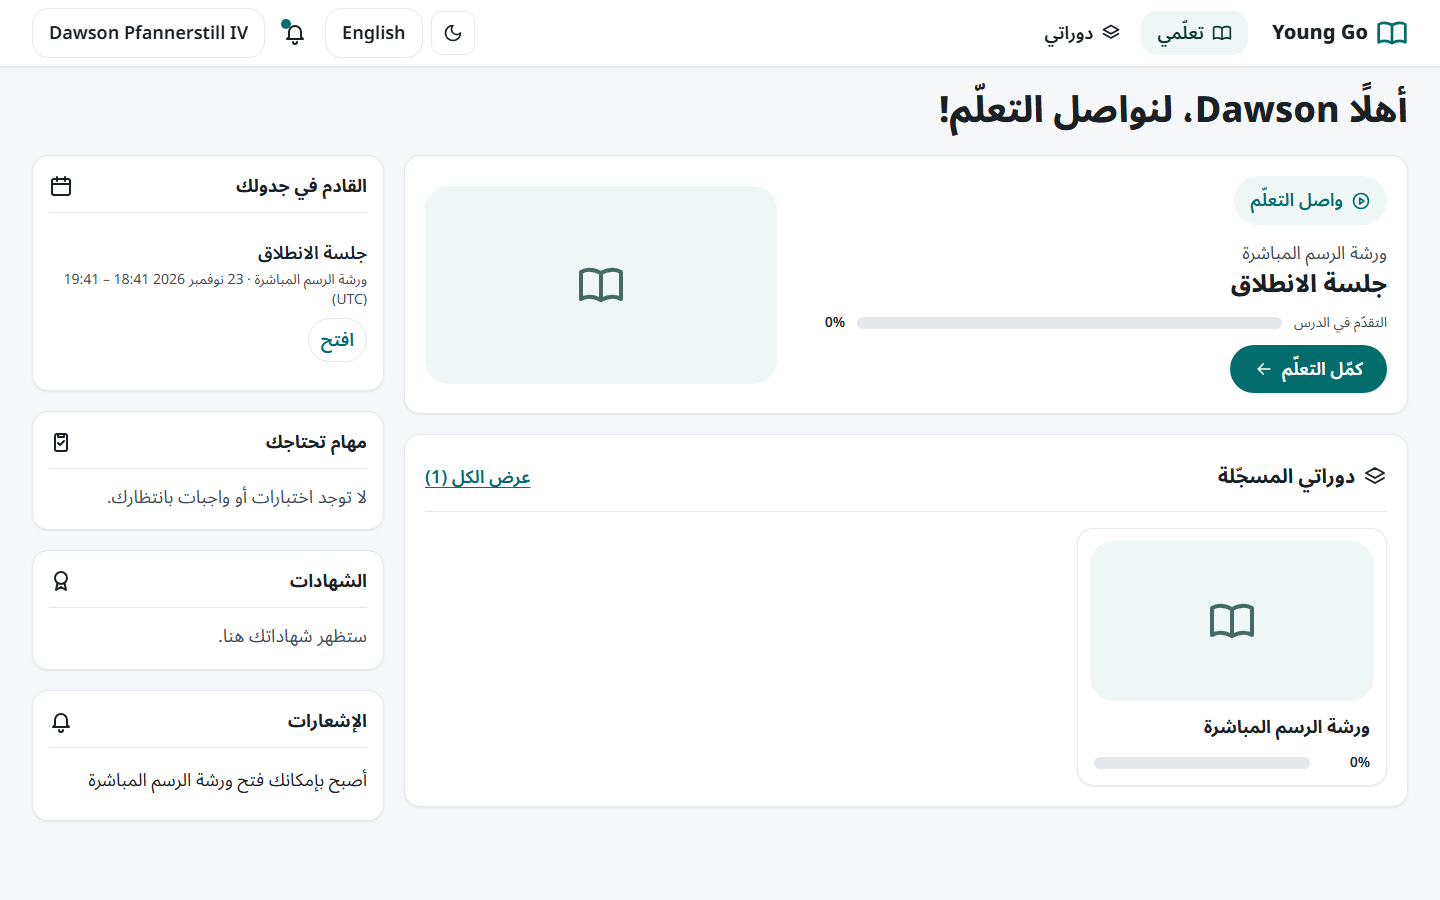 Young Go
تعلّمي
دوراتي
English
Dawson Pfannerstill IV
أهلًا Dawson، لنواصل التعلّم!
واصل التعلّم
ورشة الرسم المباشرة
جلسة الانطلاق
التقدّم في الدرس
0%
كمّل التعلّم
دوراتي المسجّلة
عرض الكل (1)
ورشة الرسم المباشرة
0%
القادم في جدولك
جلسة الانطلاق
ورشة الرسم المباشرة · 23 نوفمبر 2026 18:41 – 19:41
(UTC)
افتح
مهام تحتاجك
لا توجد اختبارات أو واجبات بانتظارك.
الشهادات
ستظهر شهاداتك هنا.
الإشعارات
أصبح بإمكانك فتح ورشة الرسم المباشرة